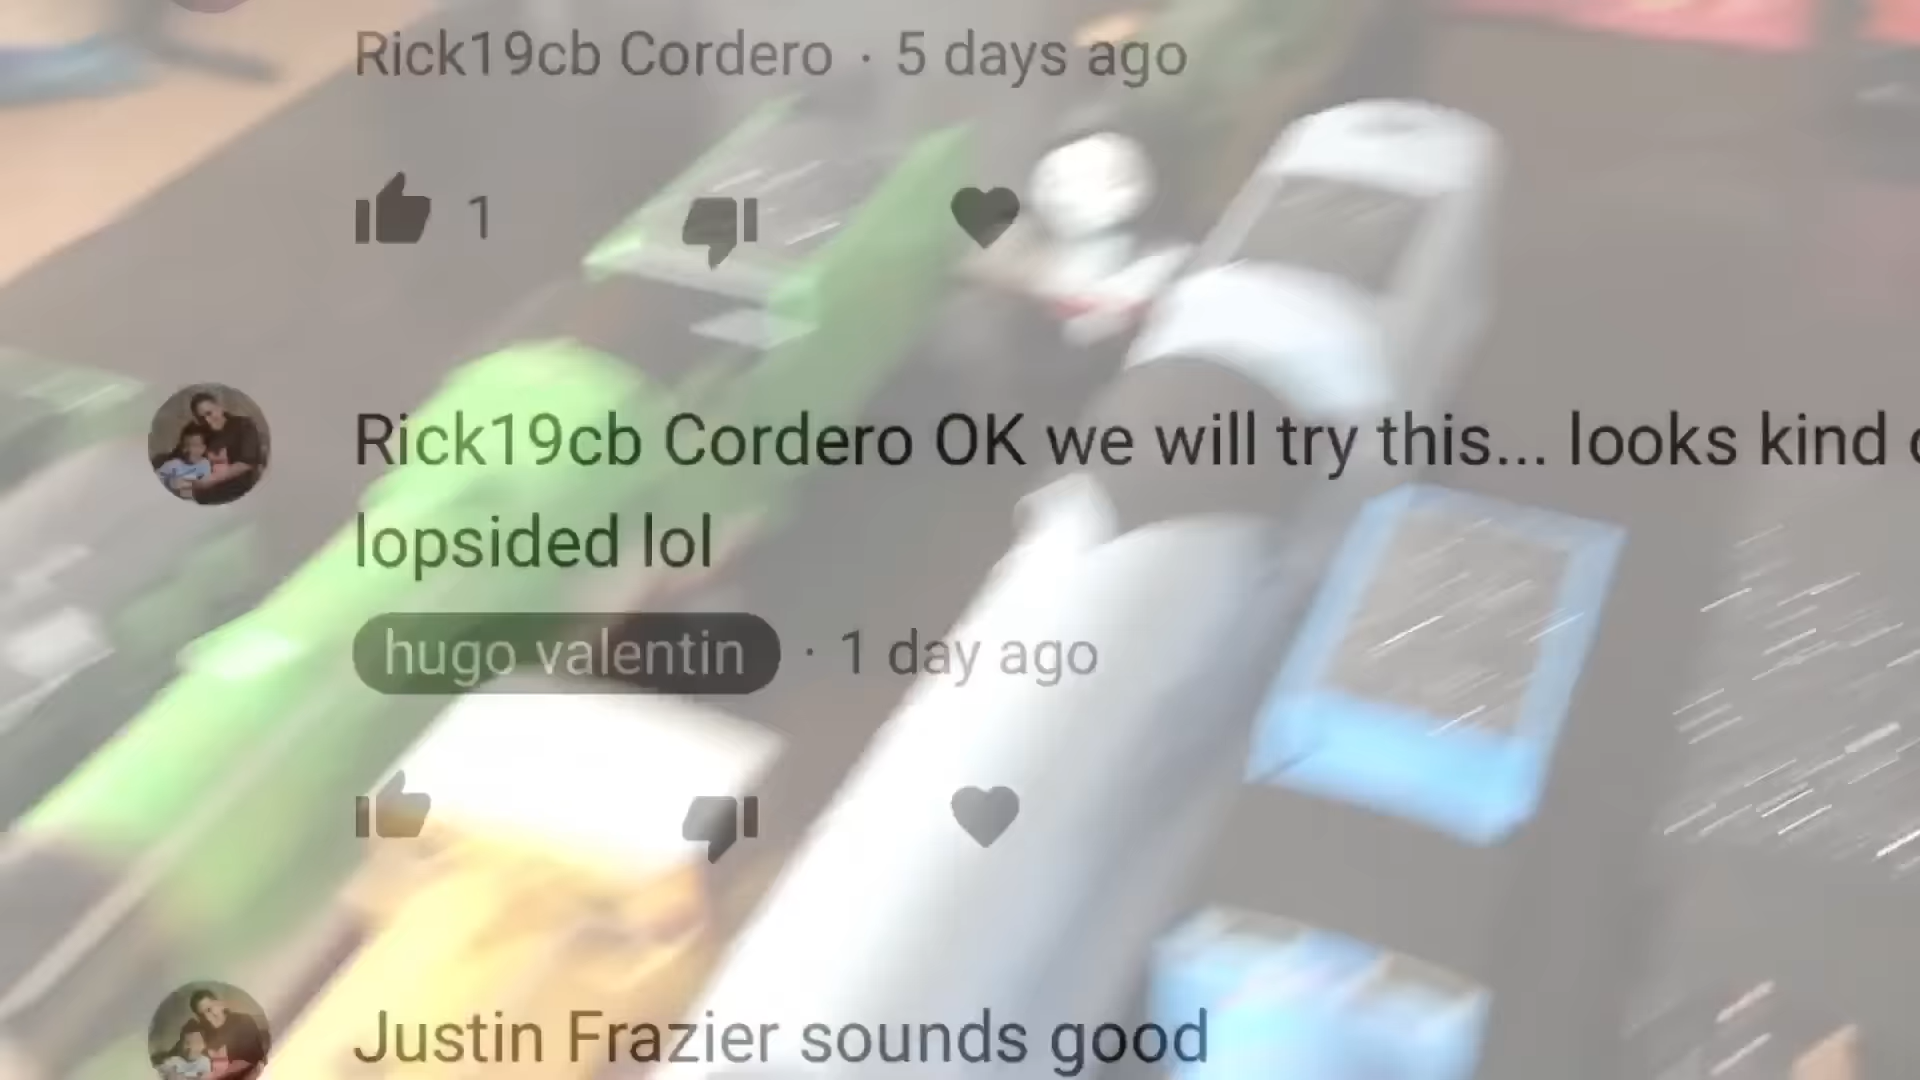 Rick19cb Cordero · 5 days ago
1
Rick19cb Cordero OK we will try this... looks kind
lopsided lol
hugo valentin · 1 day ago
Justin Frazier sounds good